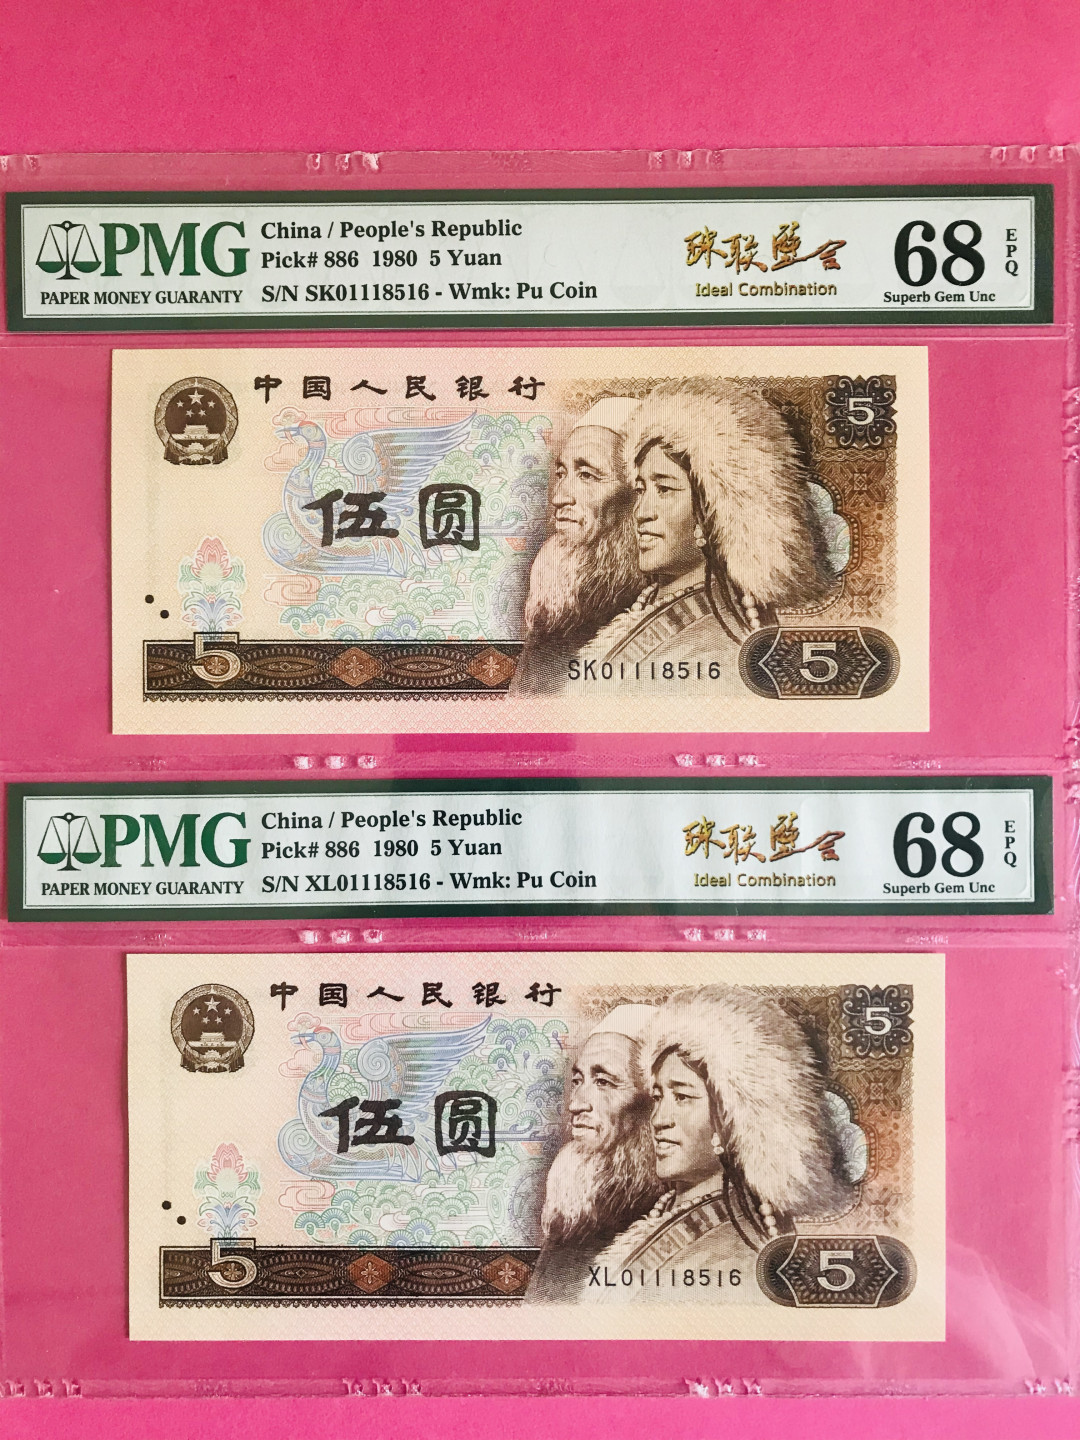 PMG
PAPER MONEY GUARANTY
China / People's Republic
Pick# 886 1980 5 Yuan
S/N SK01118516 - Wmk: Pu Coin
珠联璧合
Ideal Combination
68
EPQ
Superb Gem Unc
中国人民银行
5
伍圆
5
SK01118516
5
PMG
PAPER MONEY GUARANTY
China / People's Republic
Pick# 886 1980 5 Yuan
S/N XL01118516 - Wmk: Pu Coin
珠联璧合
Ideal Combination
68
EPQ
Superb Gem Unc
中国人民银行
5
伍圆
5
XL01118516
5